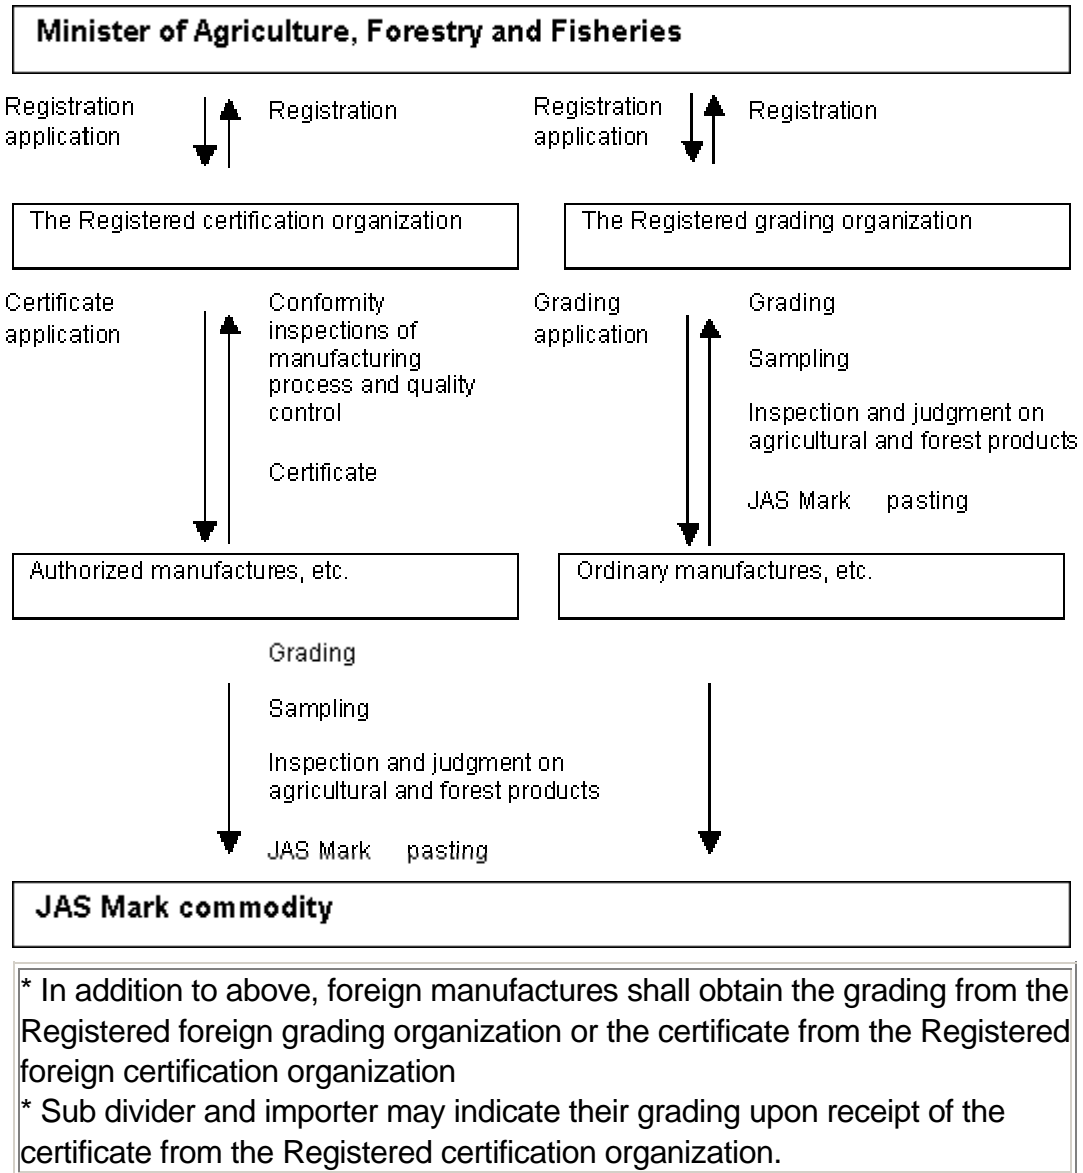 Minister of Agriculture, Forestry and Fisheries
Registration
application
Registration
Registration
application
Registration
The Registered certification organization
The Registered grading organization
Certificate
application
Conformity
inspections of
manufacturing
process and quality
control
Certificate
Grading
application
Grading
Sampling
Inspection and judgment on
agricultural and forest products
JAS Mark pasting
Authorized manufactures, etc.
Ordinary manufactures, etc.
Grading
Sampling
Inspection and judgment on
agricultural and forest products
JAS Mark pasting
JAS Mark commodity
* In addition to above, foreign manufactures shall obtain the grading from the
Registered foreign grading organization or the certificate from the Registered
foreign certification organization
* Sub divider and importer may indicate their grading upon receipt of the
certificate from the Registered certification organization.